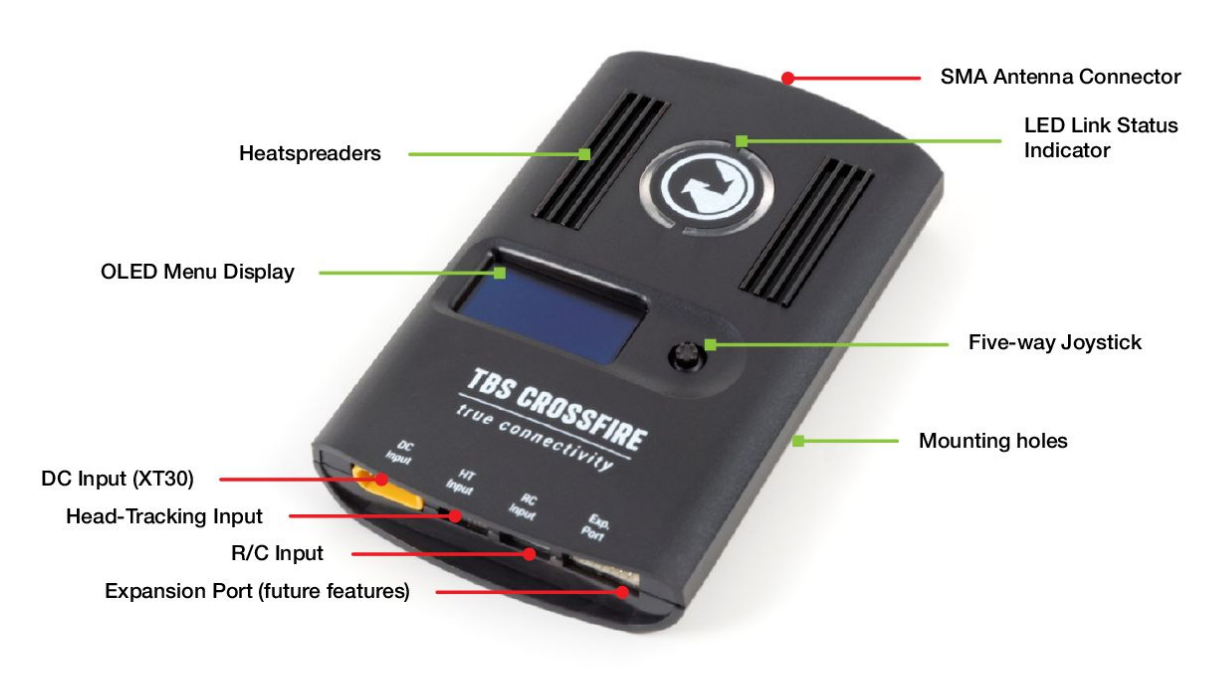 SMA Antenna Connector
LED Link Status
Indicator
Heatspreaders
OLED Menu Display
Five-way Joystick
TBS CROSSFIRE
true connectivity
Mounting holes
DC
Input
HT
Input
RC
Input
Exp.
Port
DC Input (XT30)
Head-Tracking Input
R/C Input
Expansion Port (future features)